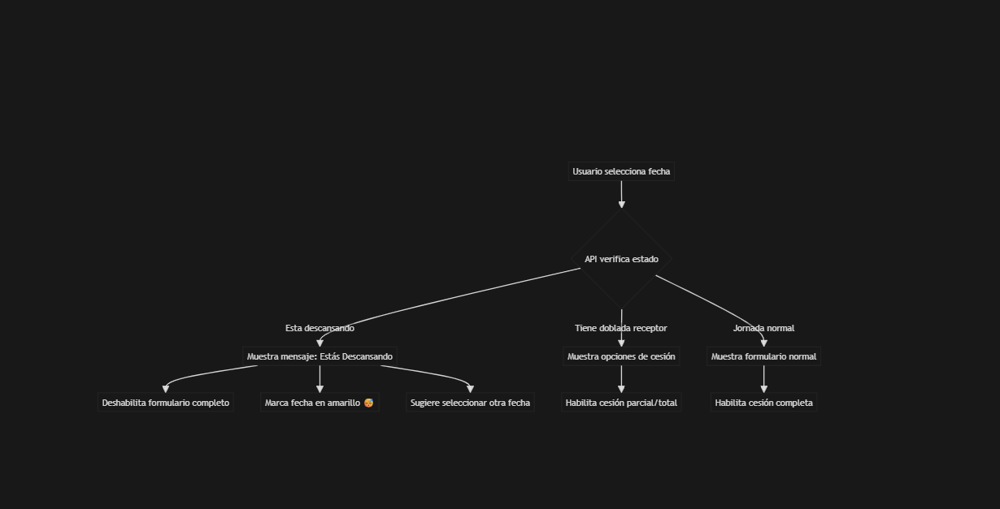 Usuario selecciona fecha
API verifica estado
Esta descansando
Tiene doblada receptor
Jornada normal
Muestra mensaje: Estás Descansando
Muestra opciones de cesión
Muestra formulario normal
Deshabilita formulario completo
Marca fecha en amarillo 😴
Sugiere seleccionar otra fecha
Habilita cesión parcial/total
Habilita cesión completa